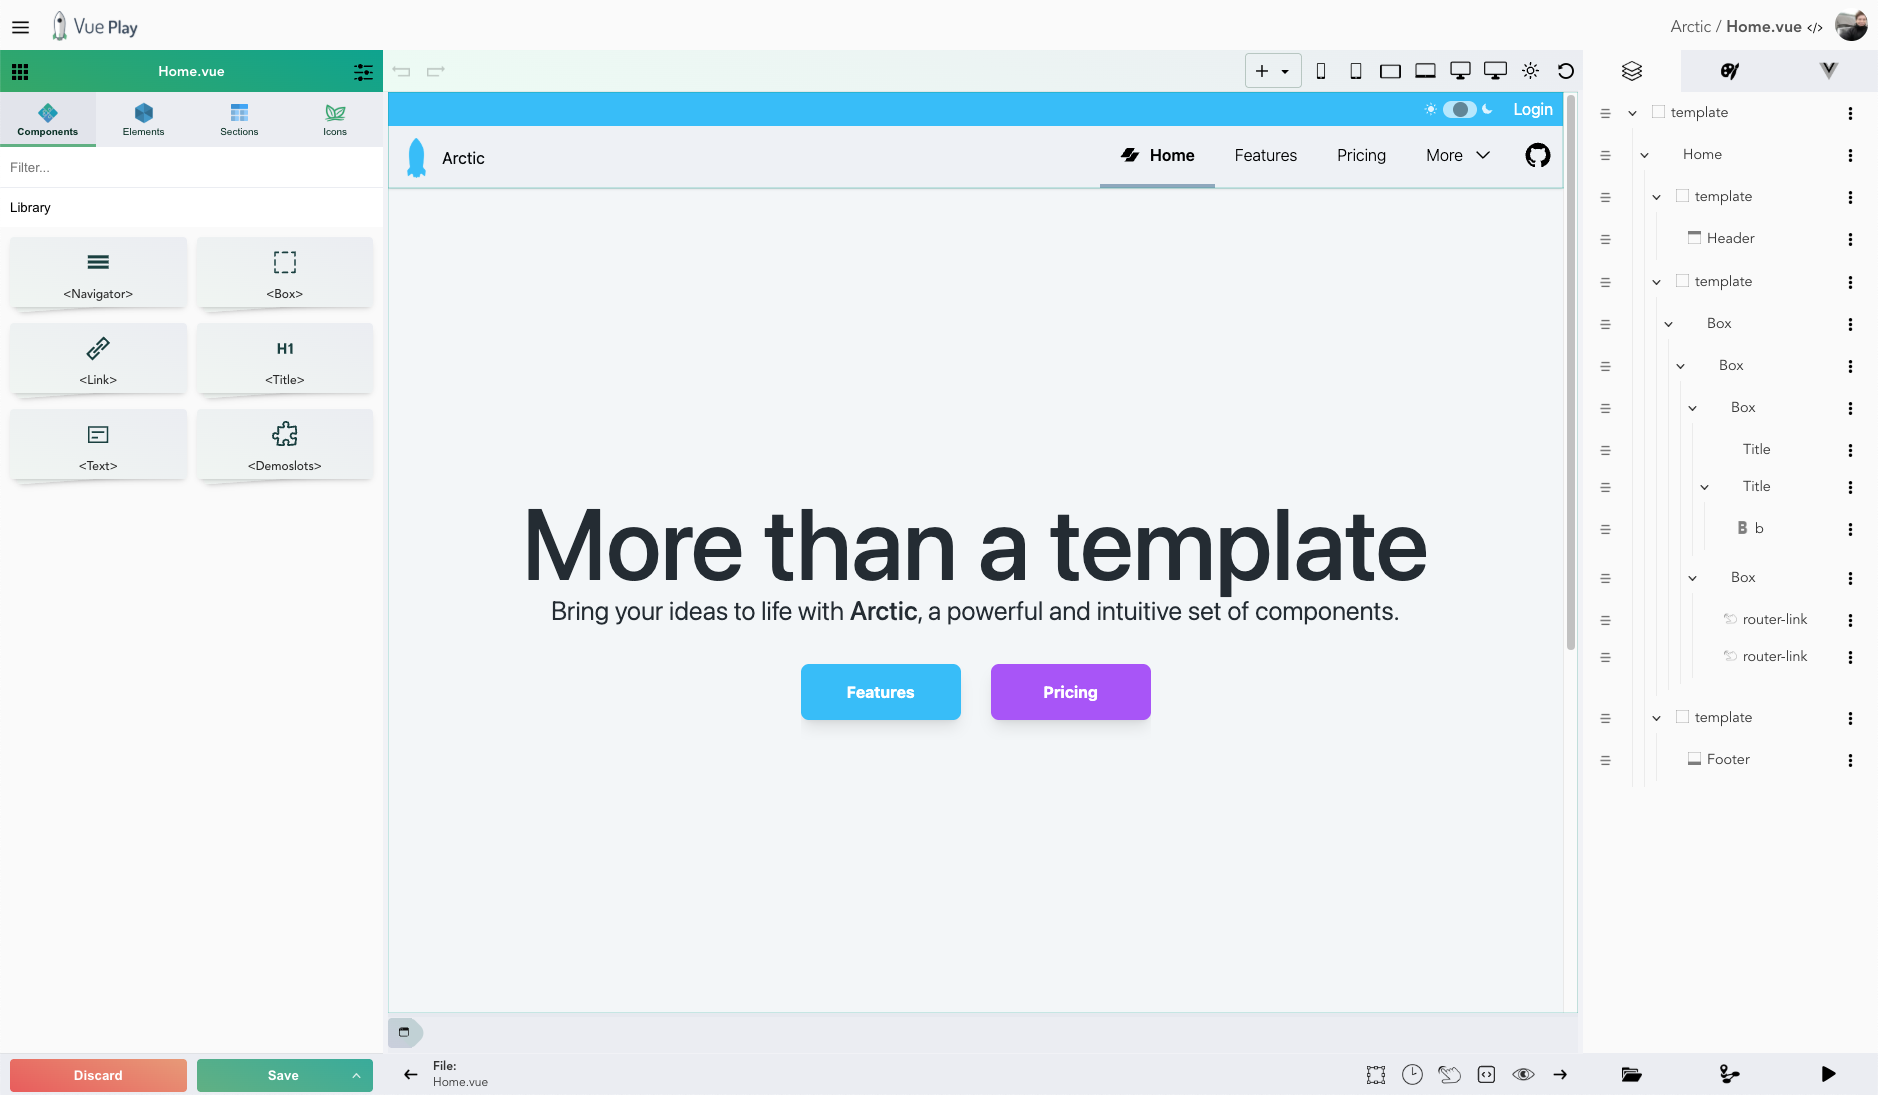 Vue Play
Arctic / Home.vue </>
Home.vue
Components
Elements
Sections
Icons
Filter...
Library
<Navigator>
<Box>
<Link>
H1
<Title>
<Text>
<Demoslots>
Discard
Save
Login
Arctic
Home
Features
Pricing
More
More than a template
Bring your ideas to life with Arctic, a powerful and intuitive set of components.
Features
Pricing
File:
Home.vue
template
Home
template
Header
template
Box
Box
Box
Title
Title
B b
Box
router-link
router-link
template
Footer